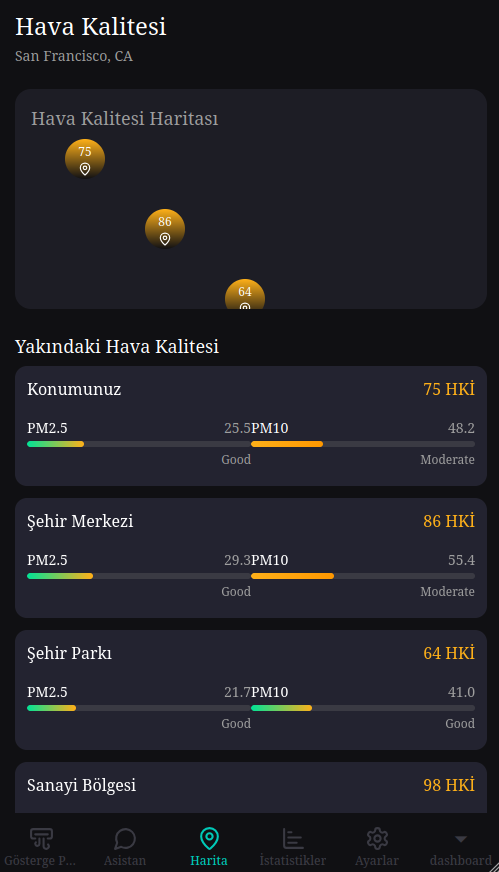 Hava Kalitesi
San Francisco, CA
Hava Kalitesi Haritası
75
86
64
Yakındaki Hava Kalitesi
Konumunuz 75 HKİ
PM2.5 25.5 PM10 48.2
Good Moderate
Şehir Merkezi 86 HKİ
PM2.5 29.3 PM10 55.4
Good Moderate
Şehir Parkı 64 HKİ
PM2.5 21.7 PM10 41.0
Good Good
Sanayi Bölgesi 98 HKİ
Gösterge P... Asistan Harita İstatistikler Ayarlar dashboard